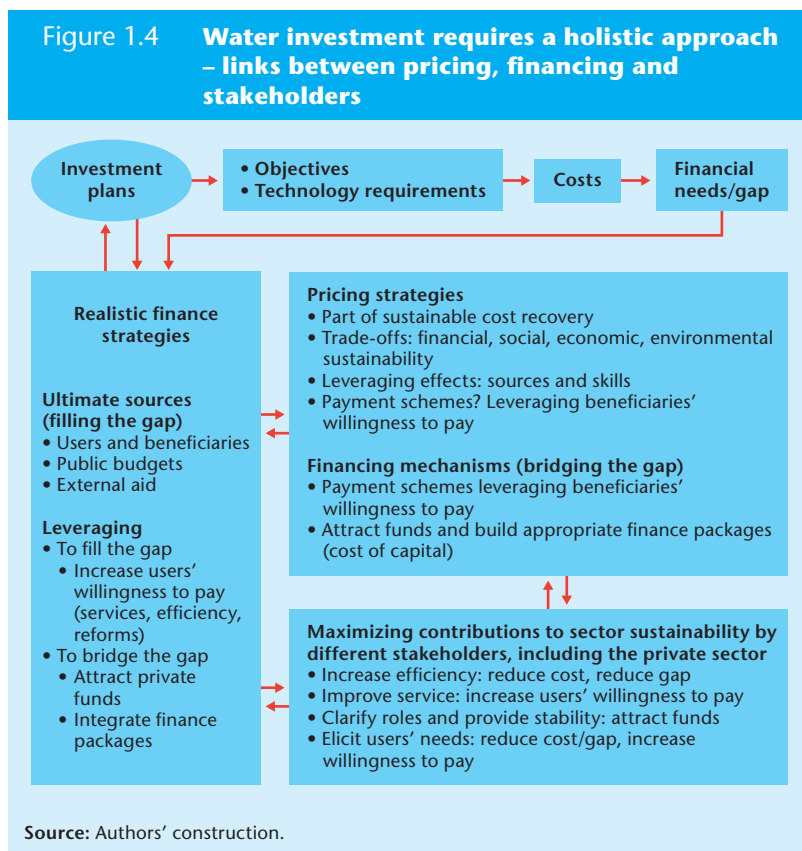 Figure 1.4
Water investment requires a holistic approach
– links between pricing, financing and
stakeholders
Investment
plans
• Objectives
• Technology requirements
Costs
Financial
needs/gap
Realistic finance
strategies
Ultimate sources
(filling the gap)
• Users and beneficiaries
• Public budgets
• External aid
Leveraging
• To fill the gap
• Increase users'
willingness to pay
(services, efficiency,
reforms)
• To bridge the gap
• Attract private
funds
• Integrate finance
packages
Pricing strategies
• Part of sustainable cost recovery
• Trade-offs: financial, social, economic, environmental
sustainability
• Leveraging effects: sources and skills
• Payment schemes? Leveraging beneficiaries'
willingness to pay
Financing mechanisms (bridging the gap)
• Payment schemes leveraging beneficiaries'
willingness to pay
• Attract funds and build appropriate finance packages
(cost of capital)
Maximizing contributions to sector sustainability by
different stakeholders, including the private sector
• Increase efficiency: reduce cost, reduce gap
• Improve service: increase users' willingness to pay
• Clarify roles and provide stability: attract funds
• Elicit users' needs: reduce cost/gap, increase
willingness to pay
Source: Authors' construction.